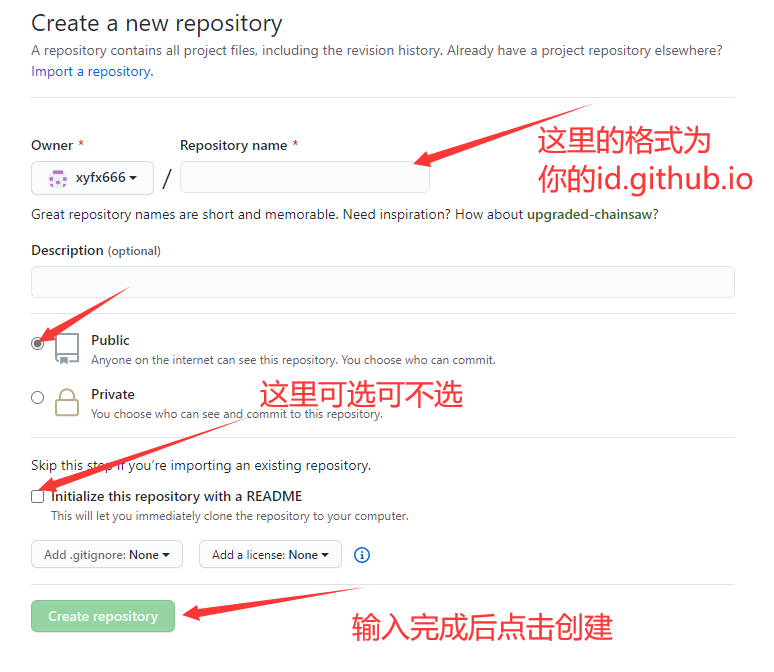 Create a new repository
A repository contains all project files, including the revision history. Already have a project repository elsewhere?
Import a repository.
Owner * Repository name *
这里的格式为
你的id.github.io
xyfx666 /
Great repository names are short and memorable. Need inspiration? How about upgraded-chainsaw?
Description (optional)
Public
Anyone on the internet can see this repository. You choose who can commit.
Private
这里可选可不选
You choose who can see and commit to this repository.
Skip this step if you're importing an existing repository.
Initialize this repository with a README
This will let you immediately clone the repository to your computer.
Add .gitignore: None Add a license: None
Create repository
输入完成后点击创建